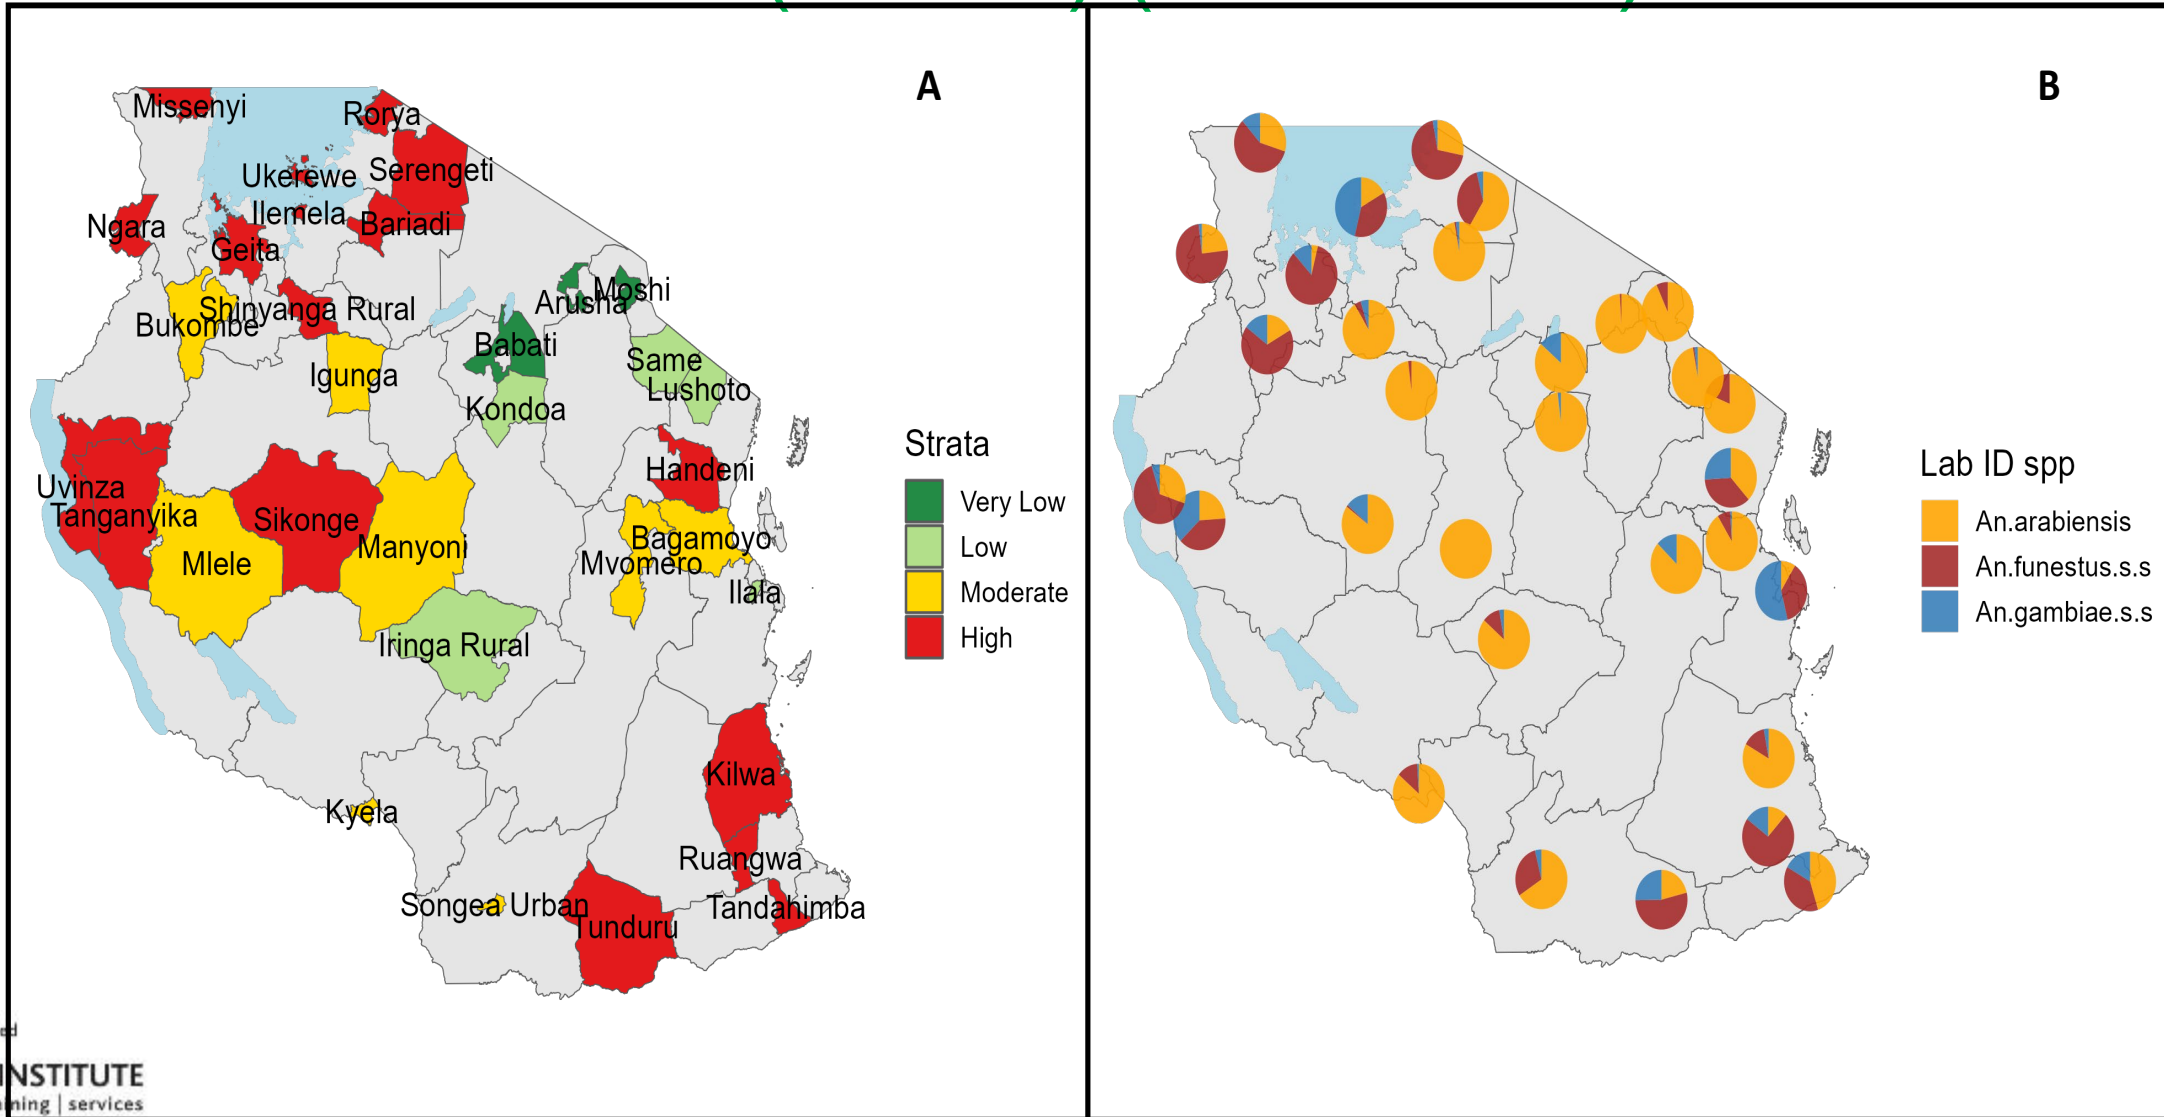 A
Missenyi
Rorya
Serengeti
Ukerewe
Ilemela
Bariadi
Ngara
Geita
Moshi
Arusha
Shinyanga Rural
Bukombe
Babati
Same
Igunga
Lushoto
Kondoa
Handeni
Uvinza
Tanganyika
Sikonge
Bagamoyo
Manyoni
Mvomero
Mlele
Ilala
Iringa Rural
Kilwa
Kyela
Ruangwa
Songea Urban
Tandahimba
Tunduru
Strata
Very Low
Low
Moderate
High
B
Lab ID spp
An.arabiensis
An.funestus.s.s
An.gambiae.s.s
INSTITUTE
ining | services